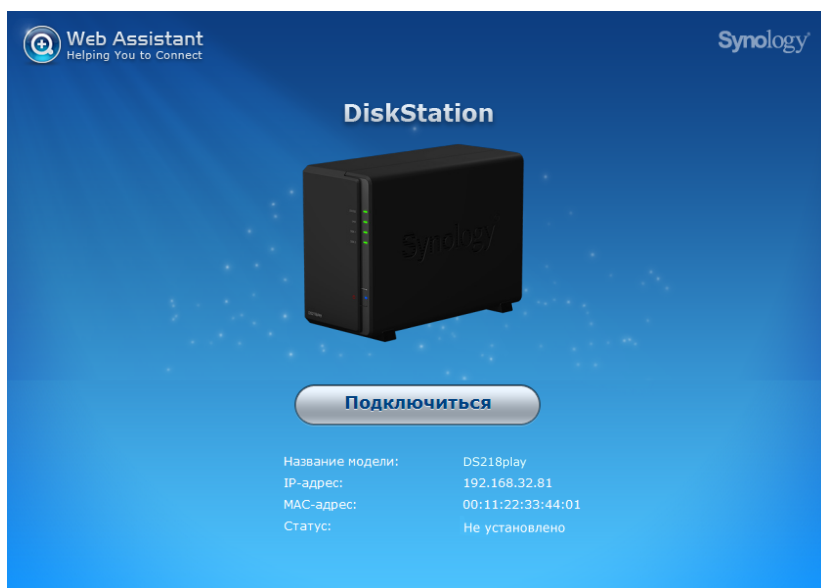 Web Assistant
Helping You to Connect
Synology
DiskStation
Synology
Подключиться
Название модели: DS218play
IP-адрес: 192.168.32.81
MAC-адрес: 00:11:22:33:44:01
Статус: Не установлено